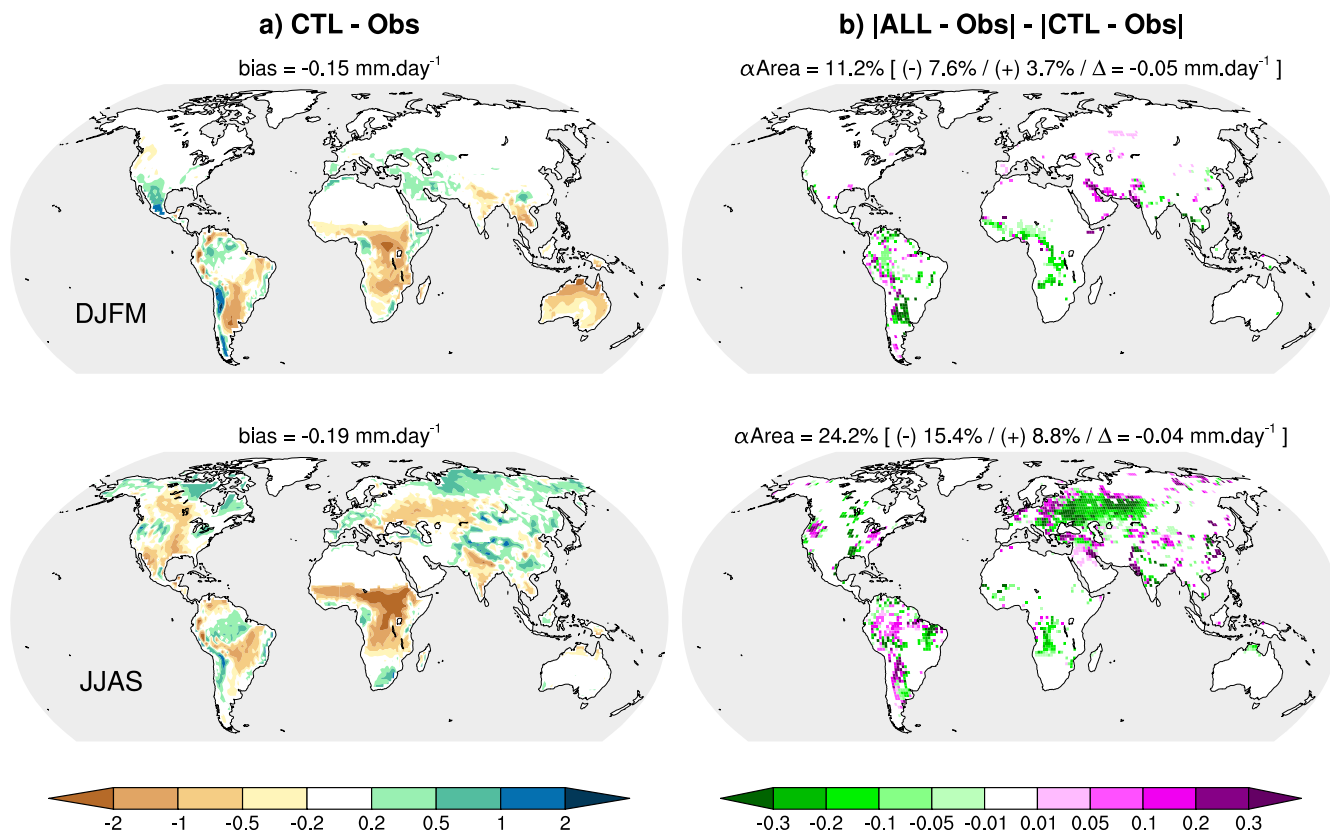 a) CTL - Obs
b) |ALL - Obs| - |CTL - Obs|
bias = -0.15 mm.day⁻¹
αArea = 11.2% [ (-) 7.6% / (+) 3.7% / Δ = -0.05 mm.day⁻¹ ]
DJFM
bias = -0.19 mm.day⁻¹
αArea = 24.2% [ (-) 15.4% / (+) 8.8% / Δ = -0.04 mm.day⁻¹ ]
JJAS
-2 -1 -0.5 -0.2 0.2 0.5 1 2
-0.3 -0.2 -0.1 -0.05 -0.01 0.01 0.05 0.1 0.2 0.3